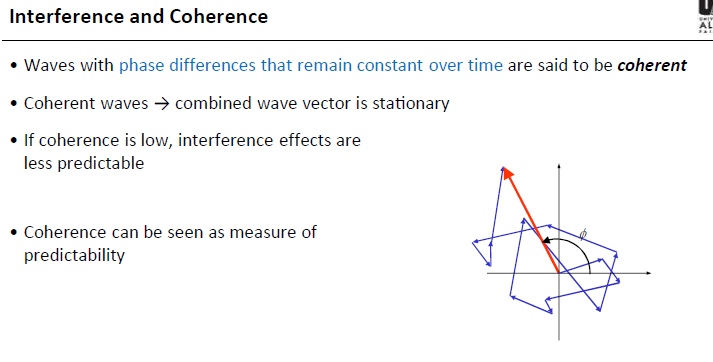 Interference and Coherence
• Waves with phase differences that remain constant over time are said to be coherent
• Coherent waves → combined wave vector is stationary
• If coherence is low, interference effects are
less predictable
• Coherence can be seen as measure of
predictability
ϕ